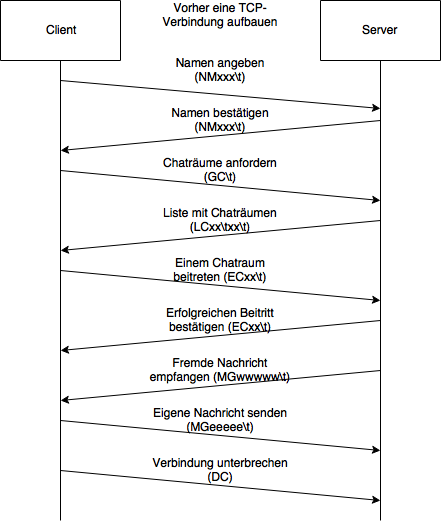 Vorher eine TCP-
Verbindung aufbauen
Client
Server
Namen angeben
(NMxxx\t)
Namen bestätigen
(NMxxx\t)
Chaträume anfordern
(GC\t)
Liste mit Chaträumen
(LCxx\txx\t)
Einem Chatraum
beitreten (ECxx\t)
Erfolgreichen Beitritt
bestätigen (ECxx\t)
Fremde Nachricht
empfangen (MGwwwww\t)
Eigene Nachricht senden
(MGeeeee\t)
Verbindung unterbrechen
(DC)